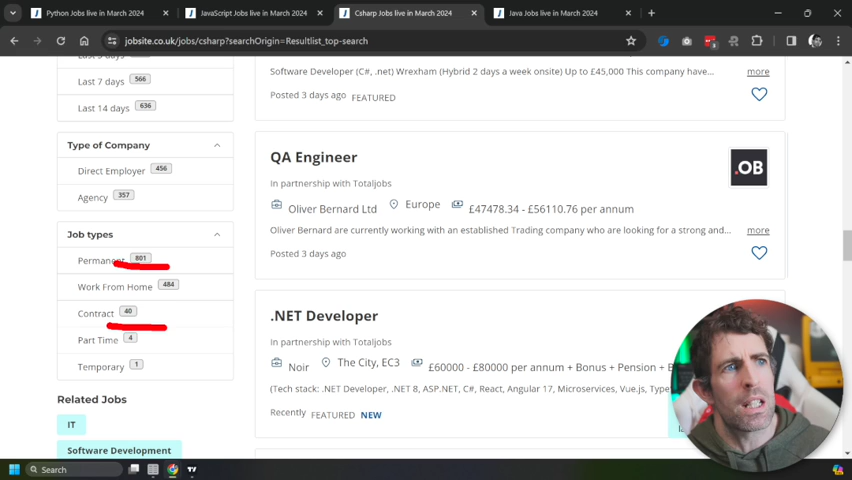 Python Jobs live in March 2024
JavaScript Jobs live in March 2024
Csharp Jobs live in March 2024
Java Jobs live in March 2024
jobsite.co.uk/jobs/csharp?searchOrigin=Resultlist_top-search
Last 7 days 566
Last 14 days 636
Type of Company
Direct Employer 456
Agency 357
Job types
Permanent 801
Work From Home 484
Contract 40
Part Time 4
Temporary 1
Related Jobs
IT
Software Development
Software Developer (C#, .net) Wrexham (Hybrid 2 days a week onsite) Up to £45,000 This company have... more
Posted 3 days ago FEATURED
QA Engineer
.OB
In partnership with Totaljobs
Oliver Bernard Ltd Europe £47478.34 - £56110.76 per annum
Oliver Bernard are currently working with an established Trading company who are looking for a strong and... more
Posted 3 days ago
.NET Developer
In partnership with Totaljobs
Noir The City, EC3 £60000 - £80000 per annum + Bonus + Pension +
(Tech stack: .NET Developer, .NET 8, ASP.NET, C#, React, Angular 17, Microservices, Vue.js,
Recently FEATURED NEW
Search